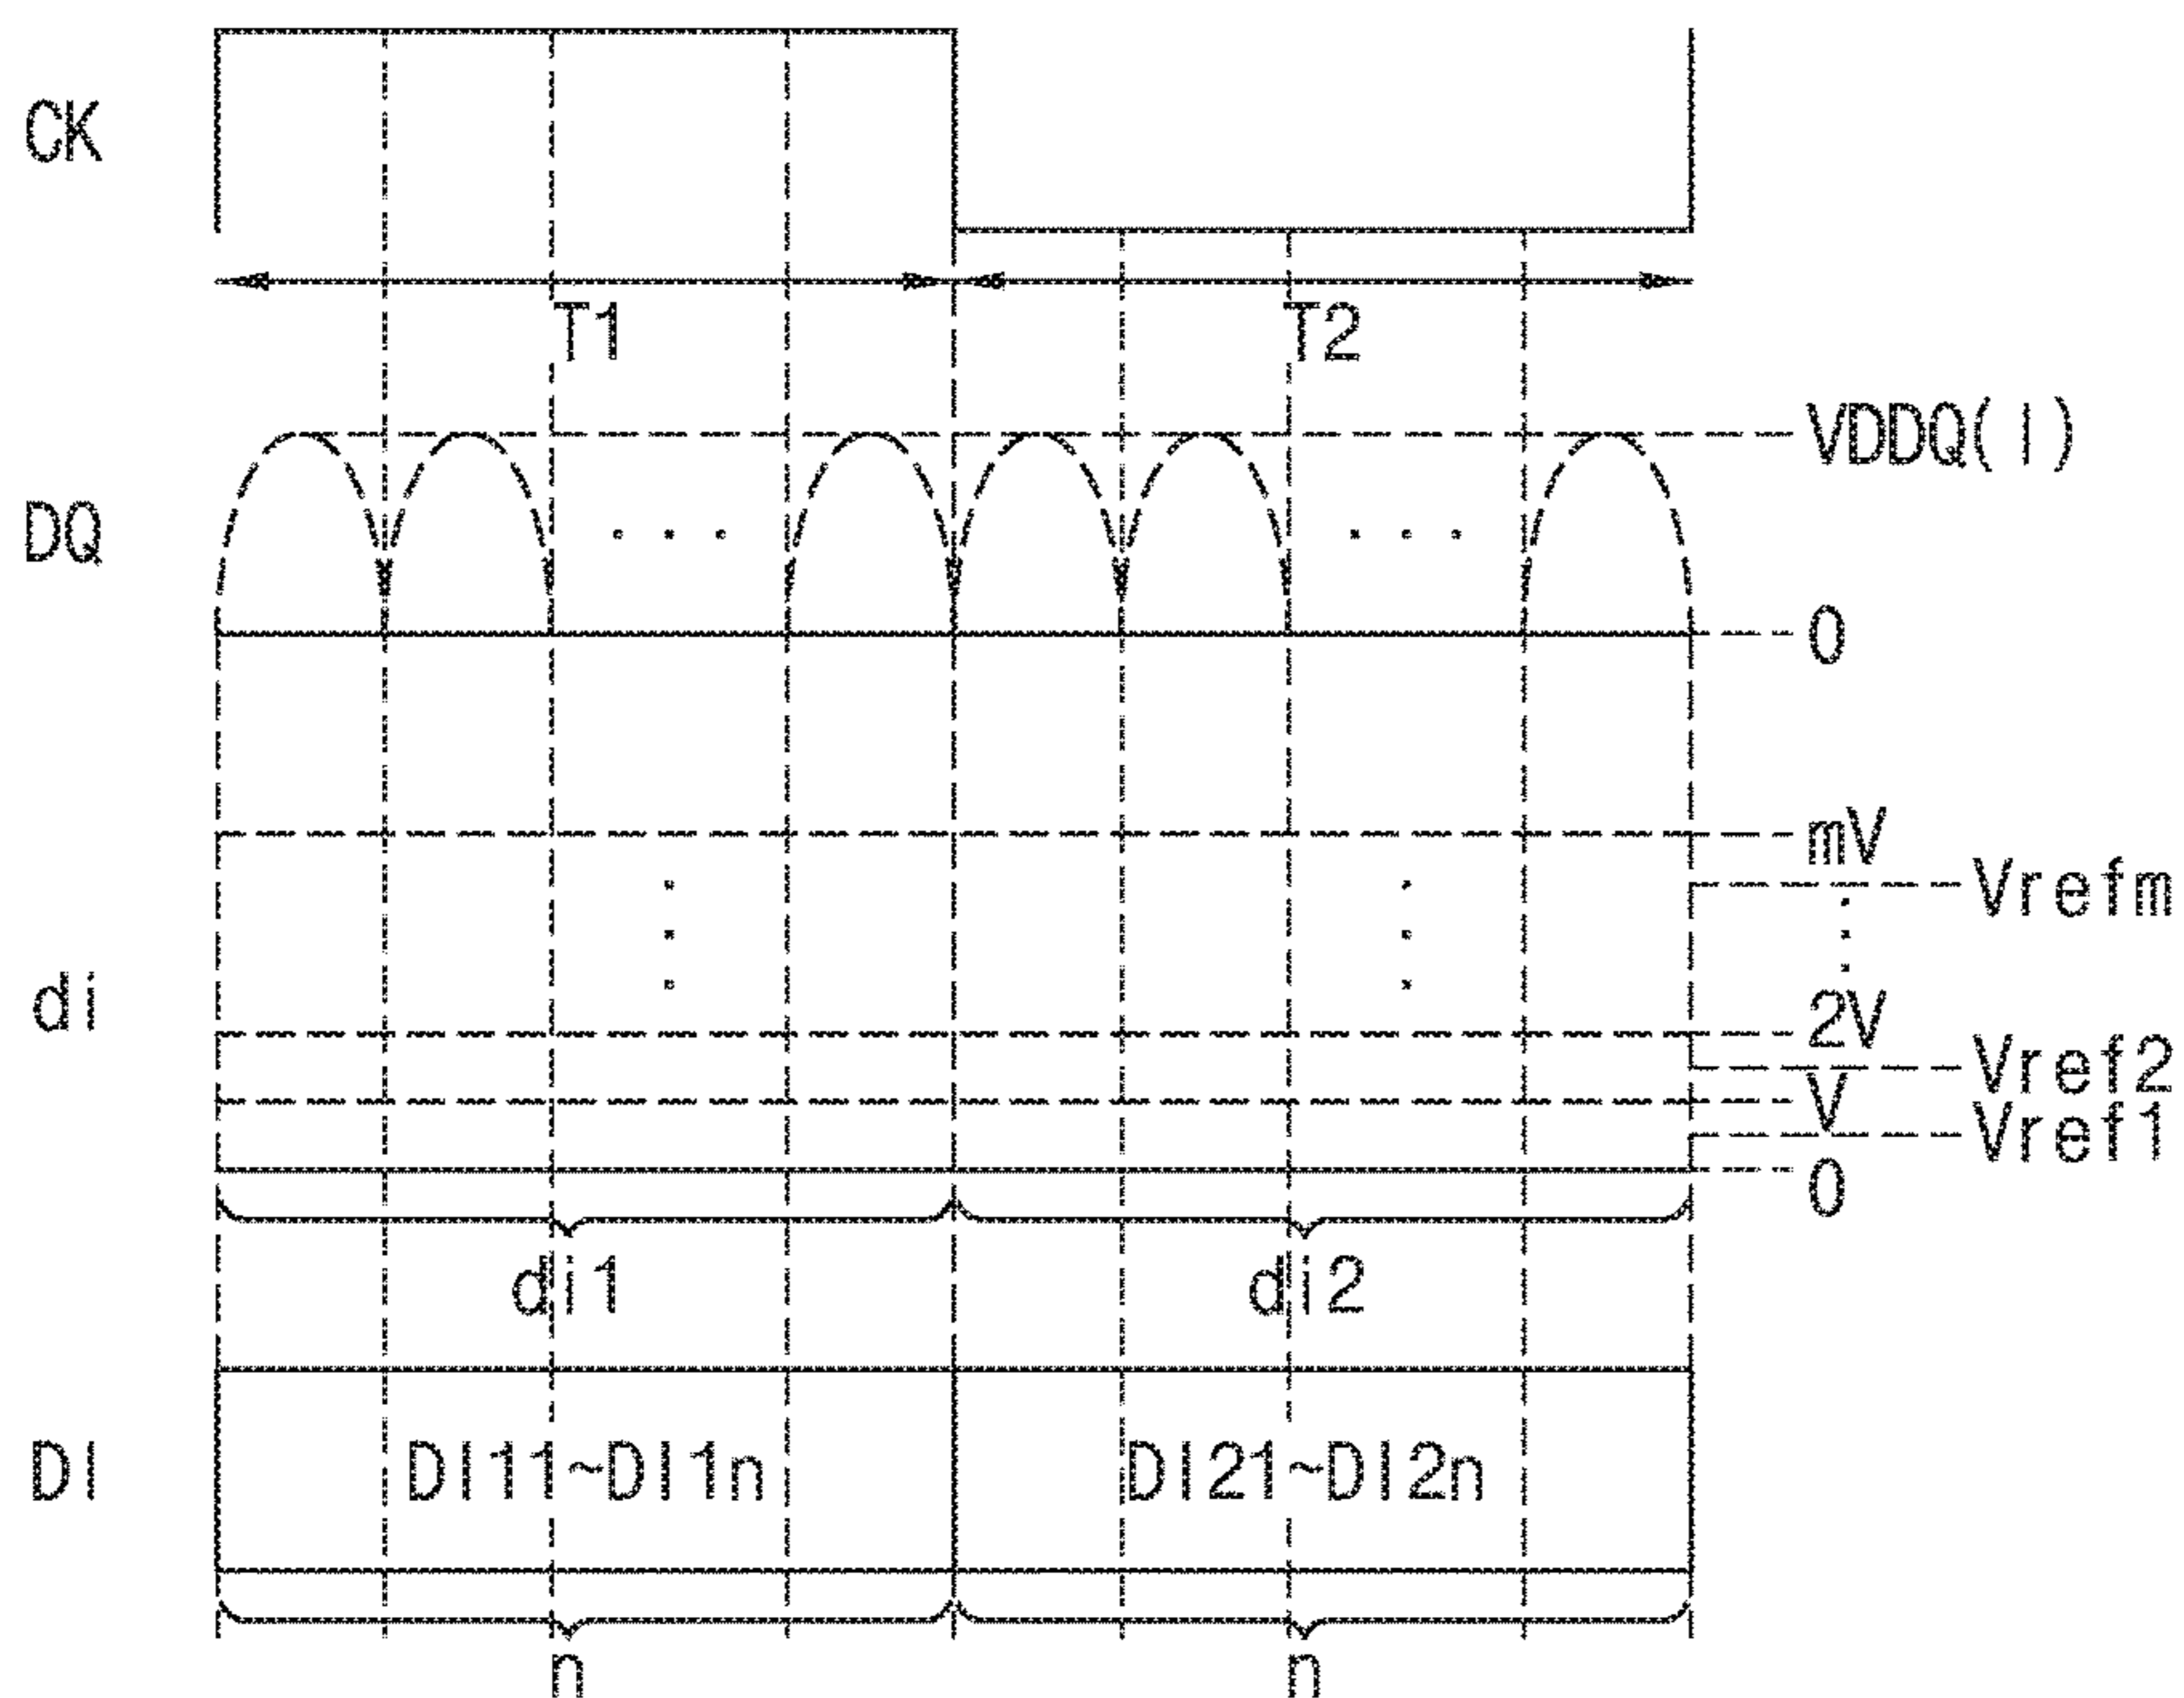 CK
T1 T2
VDDQ(I)
DQ
0
mV
Vrefm
di
2V
Vref2
V
Vref1
0
di1 di2
DI DI11~DI1n DI21~DI2n
n n